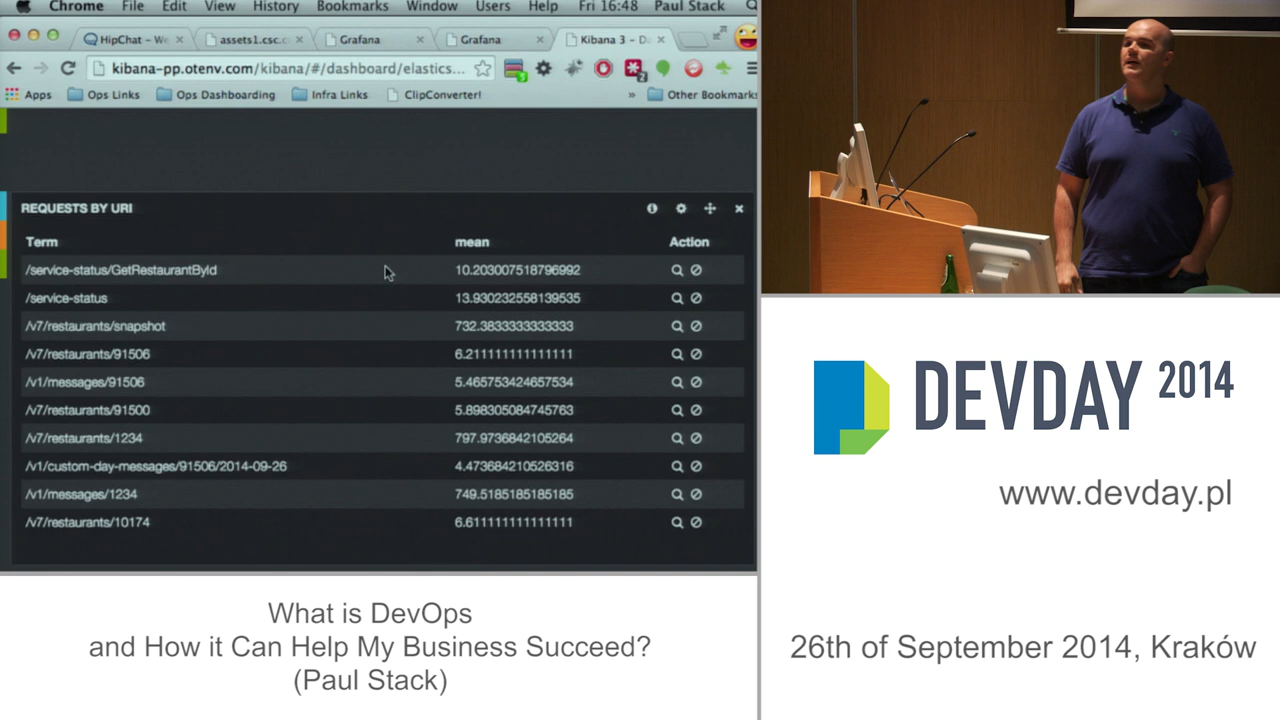 Chrome File Edit View History Bookmarks Window Users Help Fri 16:48 Paul Stack
HipChat – We
assets1.csc.c
Grafana
Grafana
Kibana 3 – D
kibana-pp.otenv.com/kibana/#/dashboard/elastics...
Apps Ops Links Ops Dashboarding Infra Links ClipConverter! » Other Bookmarks
REQUESTS BY URI
Term mean Action
/service-status/GetRestaurantById 10.203007518796992
/service-status 13.930232558139535
/v7/restaurants/snapshot 732.3833333333333
/v7/restaurants/91506 6.211111111111111
/v1/messages/91506 5.465753424657534
/v7/restaurants/91500 5.898305084745763
/v7/restaurants/1234 797.9736842105264
/v1/custom-day-messages/91506/2014-09-26 4.473684210526316
/v1/messages/1234 749.5185185185185
/v7/restaurants/10174 6.611111111111111
What is DevOps
and How it Can Help My Business Succeed?
(Paul Stack)
DEVDAY 2014
www.devday.pl
26th of September 2014, Kraków